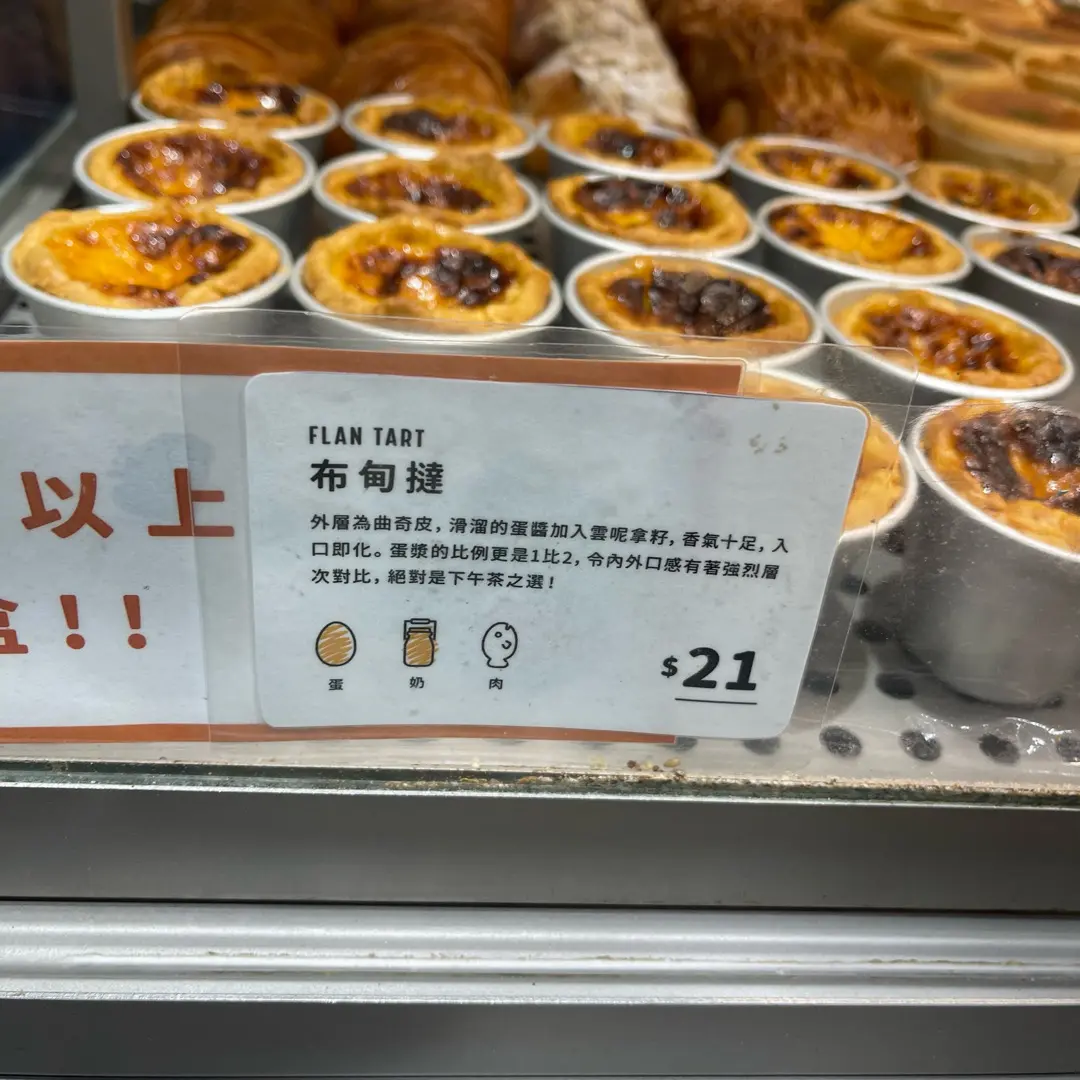 FLAN TART
布甸撻
外層為曲奇皮，滑溜的蛋醬加入雲呢拿籽，香氣十足，入
口即化。蛋漿的比例更是1比2，令內外口感有著強烈層
次對比，絕對是下午茶之選！
蛋 奶 肉
$21
以上
盒！！